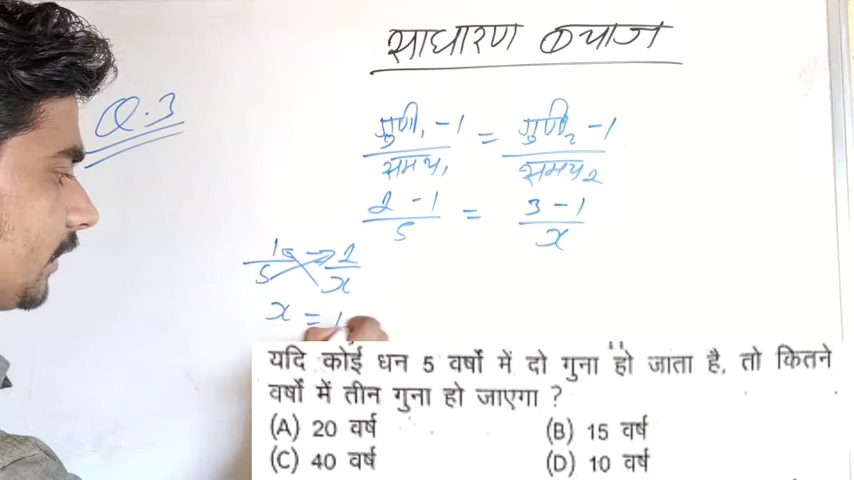 साधारण ब्याज
Q.3
गुणी₁ - 1 = गुणी₂ - 1
समय₁ समय₂
2 - 1 = 3 - 1
5 x
1 = 2
5 x
x = 1
यदि कोई धन 5 वर्षों में दो गुना हो जाता है, तो कितने
वर्षों में तीन गुना हो जाएगा ?
(A) 20 वर्ष (B) 15 वर्ष
(C) 40 वर्ष (D) 10 वर्ष